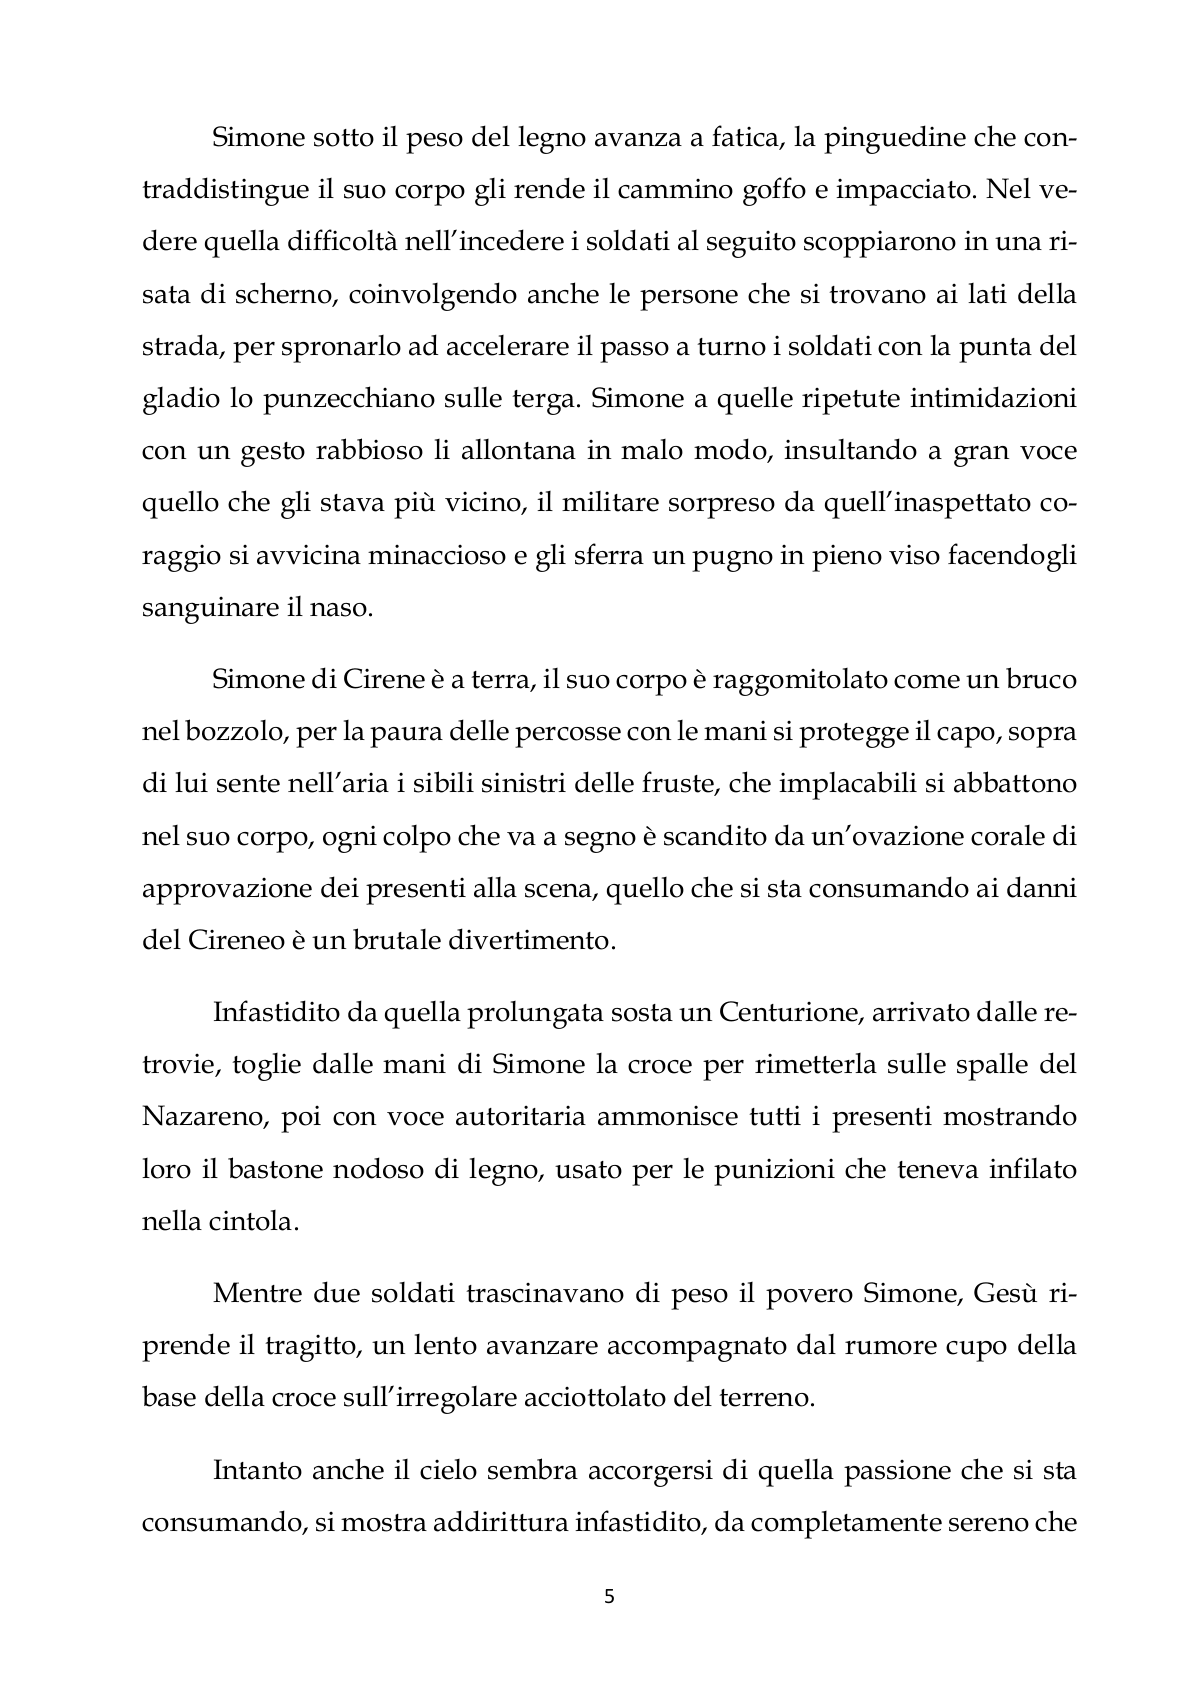 Simone sotto il peso del legno avanza a fatica, la pinguedine che con-
traddistingue il suo corpo gli rende il cammino goffo e impacciato. Nel ve-
dere quella difficoltà nell’incedere i soldati al seguito scoppiarono in una ri-
sata di scherno, coinvolgendo anche le persone che si trovano ai lati della
strada, per spronarlo ad accelerare il passo a turno i soldati con la punta del
gladio lo punzecchiano sulle terga. Simone a quelle ripetute intimidazioni
con un gesto rabbioso li allontana in malo modo, insultando a gran voce
quello che gli stava più vicino, il militare sorpreso da quell’inaspettato co-
raggio si avvicina minaccioso e gli sferra un pugno in pieno viso facendogli
sanguinare il naso.
Simone di Cirene è a terra, il suo corpo è raggomitolato come un bruco
nel bozzolo, per la paura delle percosse con le mani si protegge il capo, sopra
di lui sente nell’aria i sibili sinistri delle fruste, che implacabili si abbattono
nel suo corpo, ogni colpo che va a segno è scandito da un’ovazione corale di
approvazione dei presenti alla scena, quello che si sta consumando ai danni
del Cireneo è un brutale divertimento.
Infastidito da quella prolungata sosta un Centurione, arrivato dalle re-
trovie, toglie dalle mani di Simone la croce per rimetterla sulle spalle del
Nazareno, poi con voce autoritaria ammonisce tutti i presenti mostrando
loro il bastone nodoso di legno, usato per le punizioni che teneva infilato
nella cintola.
Mentre due soldati trascinavano di peso il povero Simone, Gesù ri-
prende il tragitto, un lento avanzare accompagnato dal rumore cupo della
base della croce sull’irregolare acciottolato del terreno.
Intanto anche il cielo sembra accorgersi di quella passione che si sta
consumando, si mostra addirittura infastidito, da completamente sereno che
5